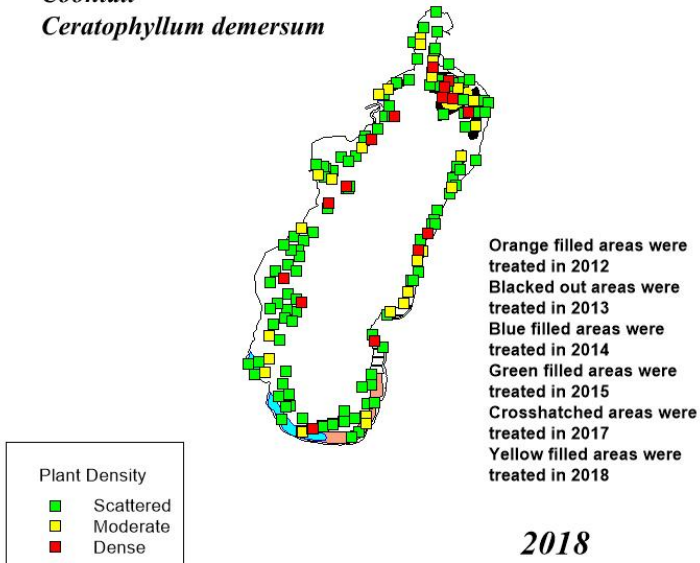 Ceratophyllum demersum
Orange filled areas were
treated in 2012
Blacked out areas were
treated in 2013
Blue filled areas were
treated in 2014
Green filled areas were
treated in 2015
Crosshatched areas were
treated in 2017
Yellow filled areas were
treated in 2018
Plant Density
Scattered
Moderate
Dense
2018